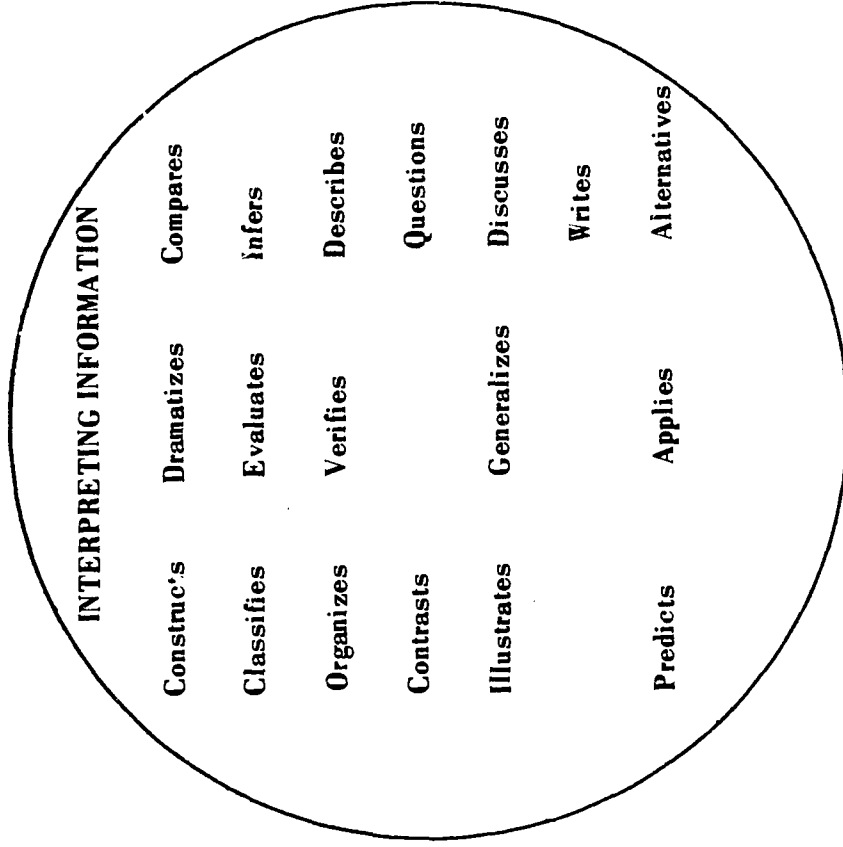 INTERPRETING INFORMATION
Constructs Dramatizes Compares
Classifies Evaluates Infers
Organizes Verifies Describes
Contrasts Questions
Illustrates Generalizes Discusses
Writes
Predicts Applies Alternatives